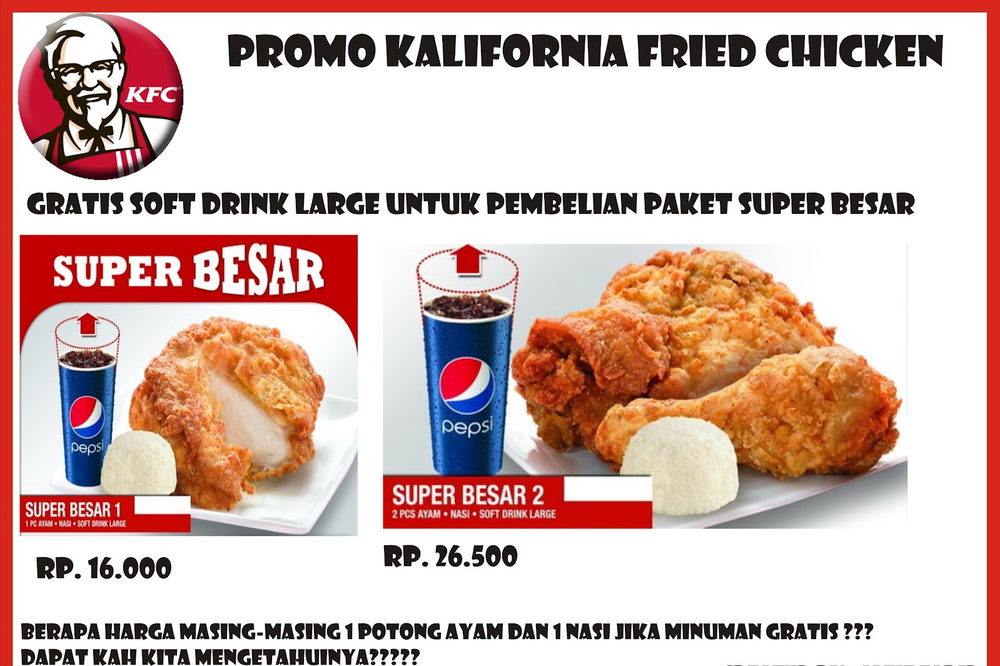 PROMO KALIFORNIA FRIED CHICKEN
KFC
GRATIS SOFT DRINK LARGE UNTUK PEMBELIAN PAKET SUPER BESAR
SUPER BESAR
pepsi
SUPER BESAR 1
1 PC AYAM • NASI • SOFT DRINK LARGE
RP. 16.000
pepsi
SUPER BESAR 2
2 PCS AYAM • NASI • SOFT DRINK LARGE
RP. 26.500
BERAPA HARGA MASING-MASING 1 POTONG AYAM DAN 1 NASI JIKA MINUMAN GRATIS ???
DAPAT KAH KITA MENGETAHUINYA?????